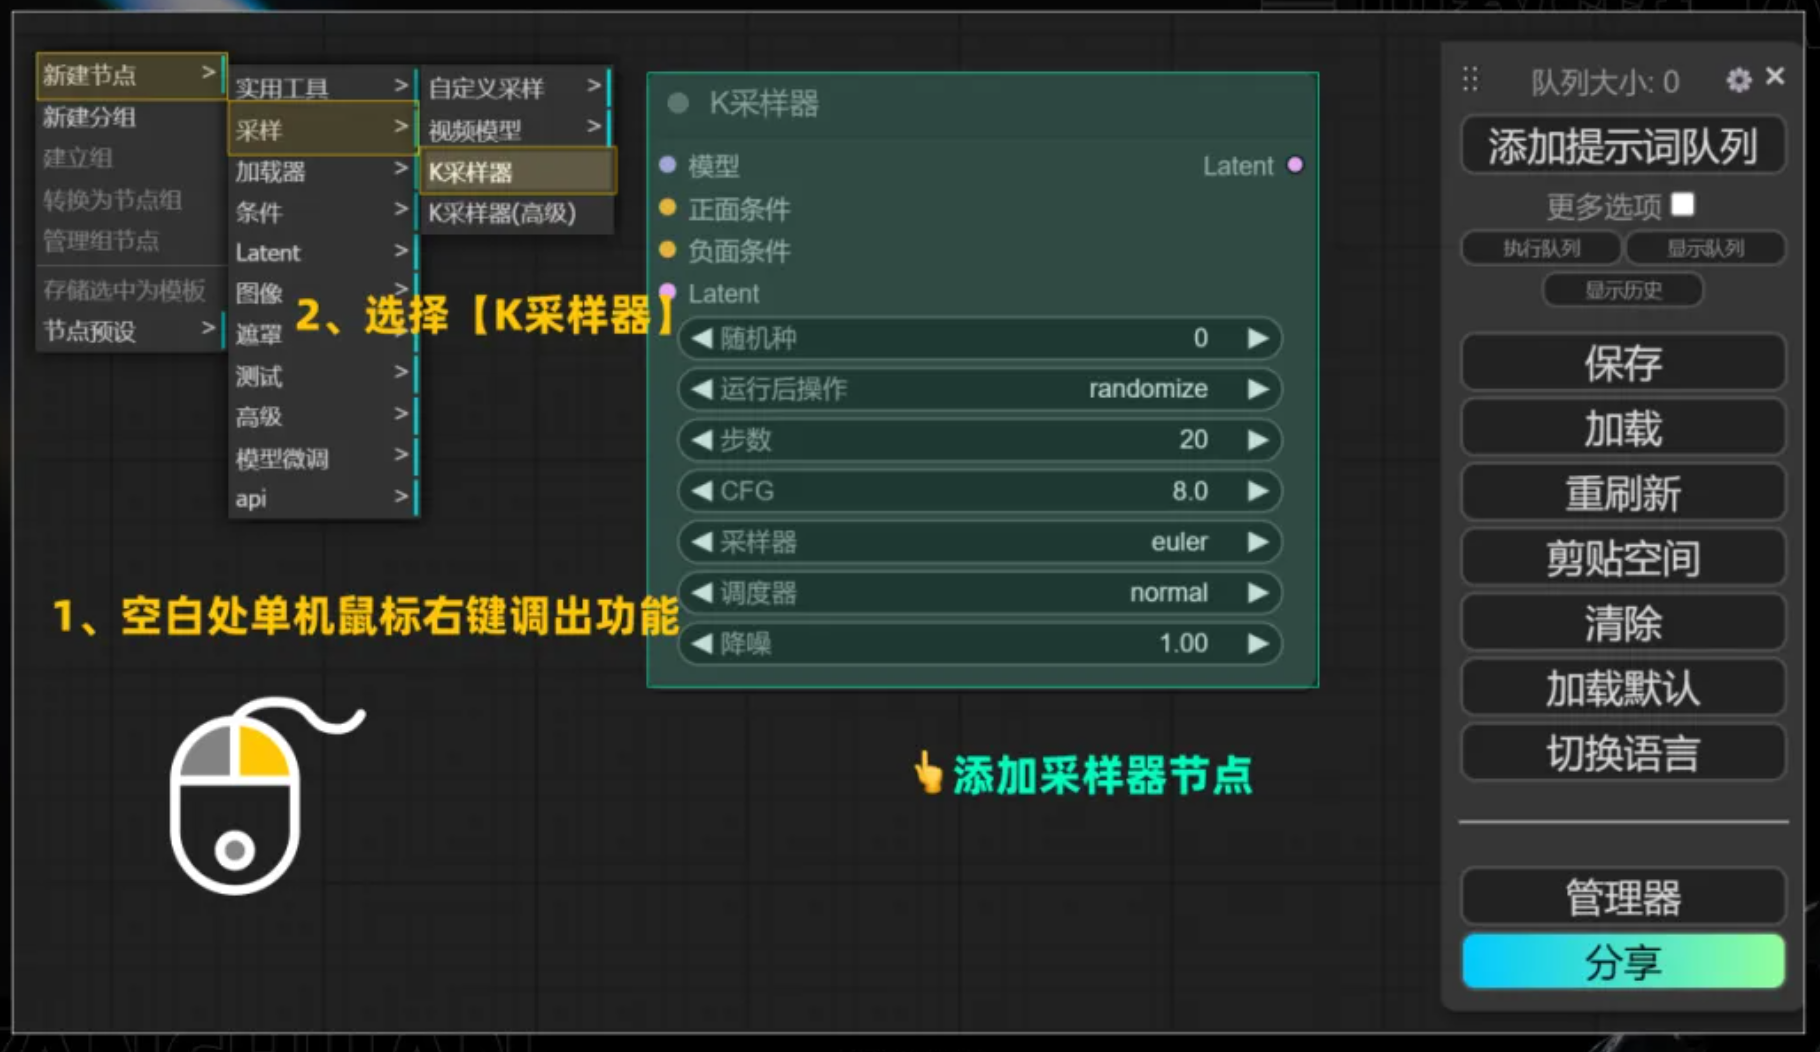 新建节点 >
新建分组
建立组
转换为节点组
管理组节点
存储选中为模板
节点预设 >
实用工具 >
采样 >
加载器 >
条件 >
Latent >
图像 >
遮罩
测试 >
高级 >
模型微调 >
api >
自定义采样 >
视频模型 >
K采样器
K采样器(高级)
2、选择【K采样器】
1、空白处单机鼠标右键调出功能
K采样器
模型 Latent
正面条件
负面条件
Latent
随机种 0
运行后操作 randomize
步数 20
CFG 8.0
采样器 euler
调度器 normal
降噪 1.00
👆添加采样器节点
队列大小: 0
添加提示词队列
更多选项
执行队列 显示队列
显示历史
保存
加载
重刷新
剪贴空间
清除
加载默认
切换语言
管理器
分享